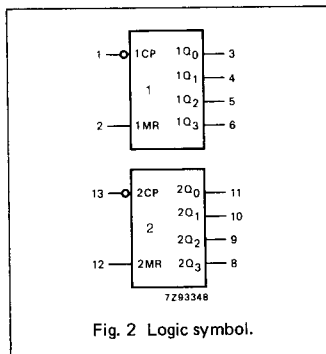 1 1CP 1Q0 3
1Q1 4
1
1Q2 5
2 1MR 1Q3 6
13 2CP 2Q0 11
2Q1 10
2
2Q2 9
12 2MR 2Q3 8
7Z93348
Fig. 2 Logic symbol.